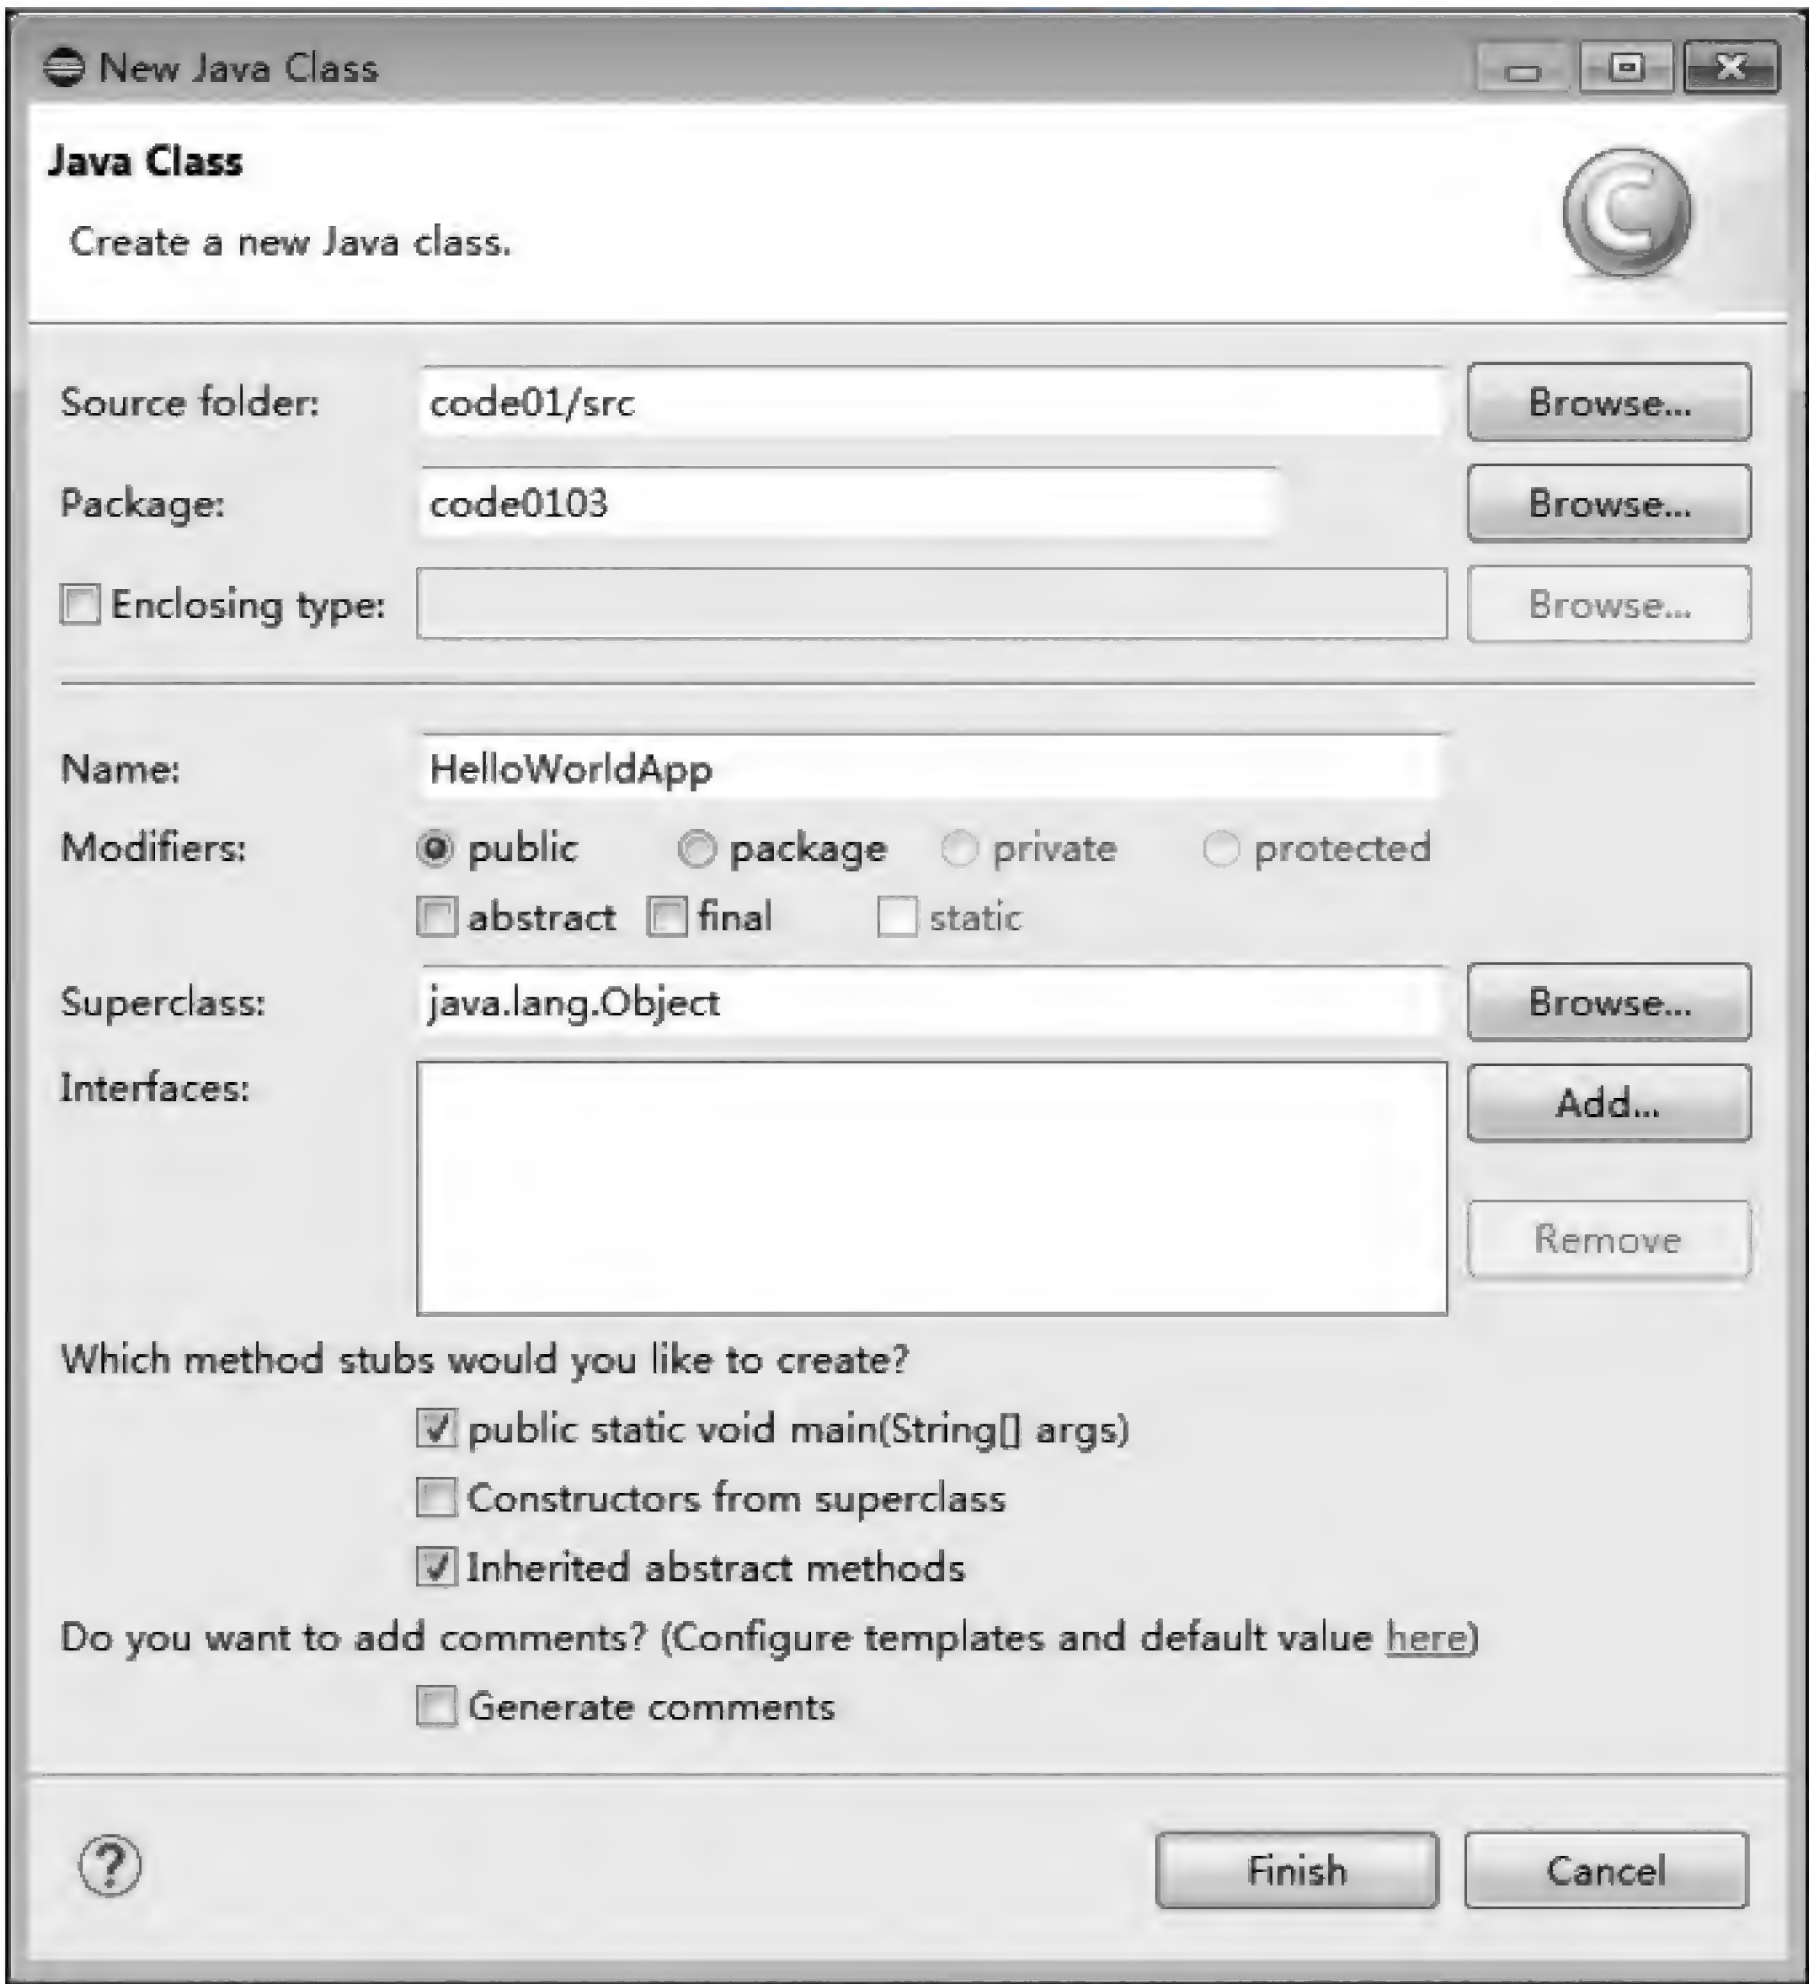 New Java Class
Java Class
Create a new Java class.
C
Source folder: code01/src Browse...
Package: code0103 Browse...
Enclosing type: Browse...
Name: HelloWorldApp
Modifiers: public package private protected
abstract final static
Superclass: java.lang.Object Browse...
Interfaces: Add...
Remove
Which method stubs would you like to create?
public static void main(String[] args)
Constructors from superclass
Inherited abstract methods
Do you want to add comments? (Configure templates and default value here)
Generate comments
? Finish Cancel